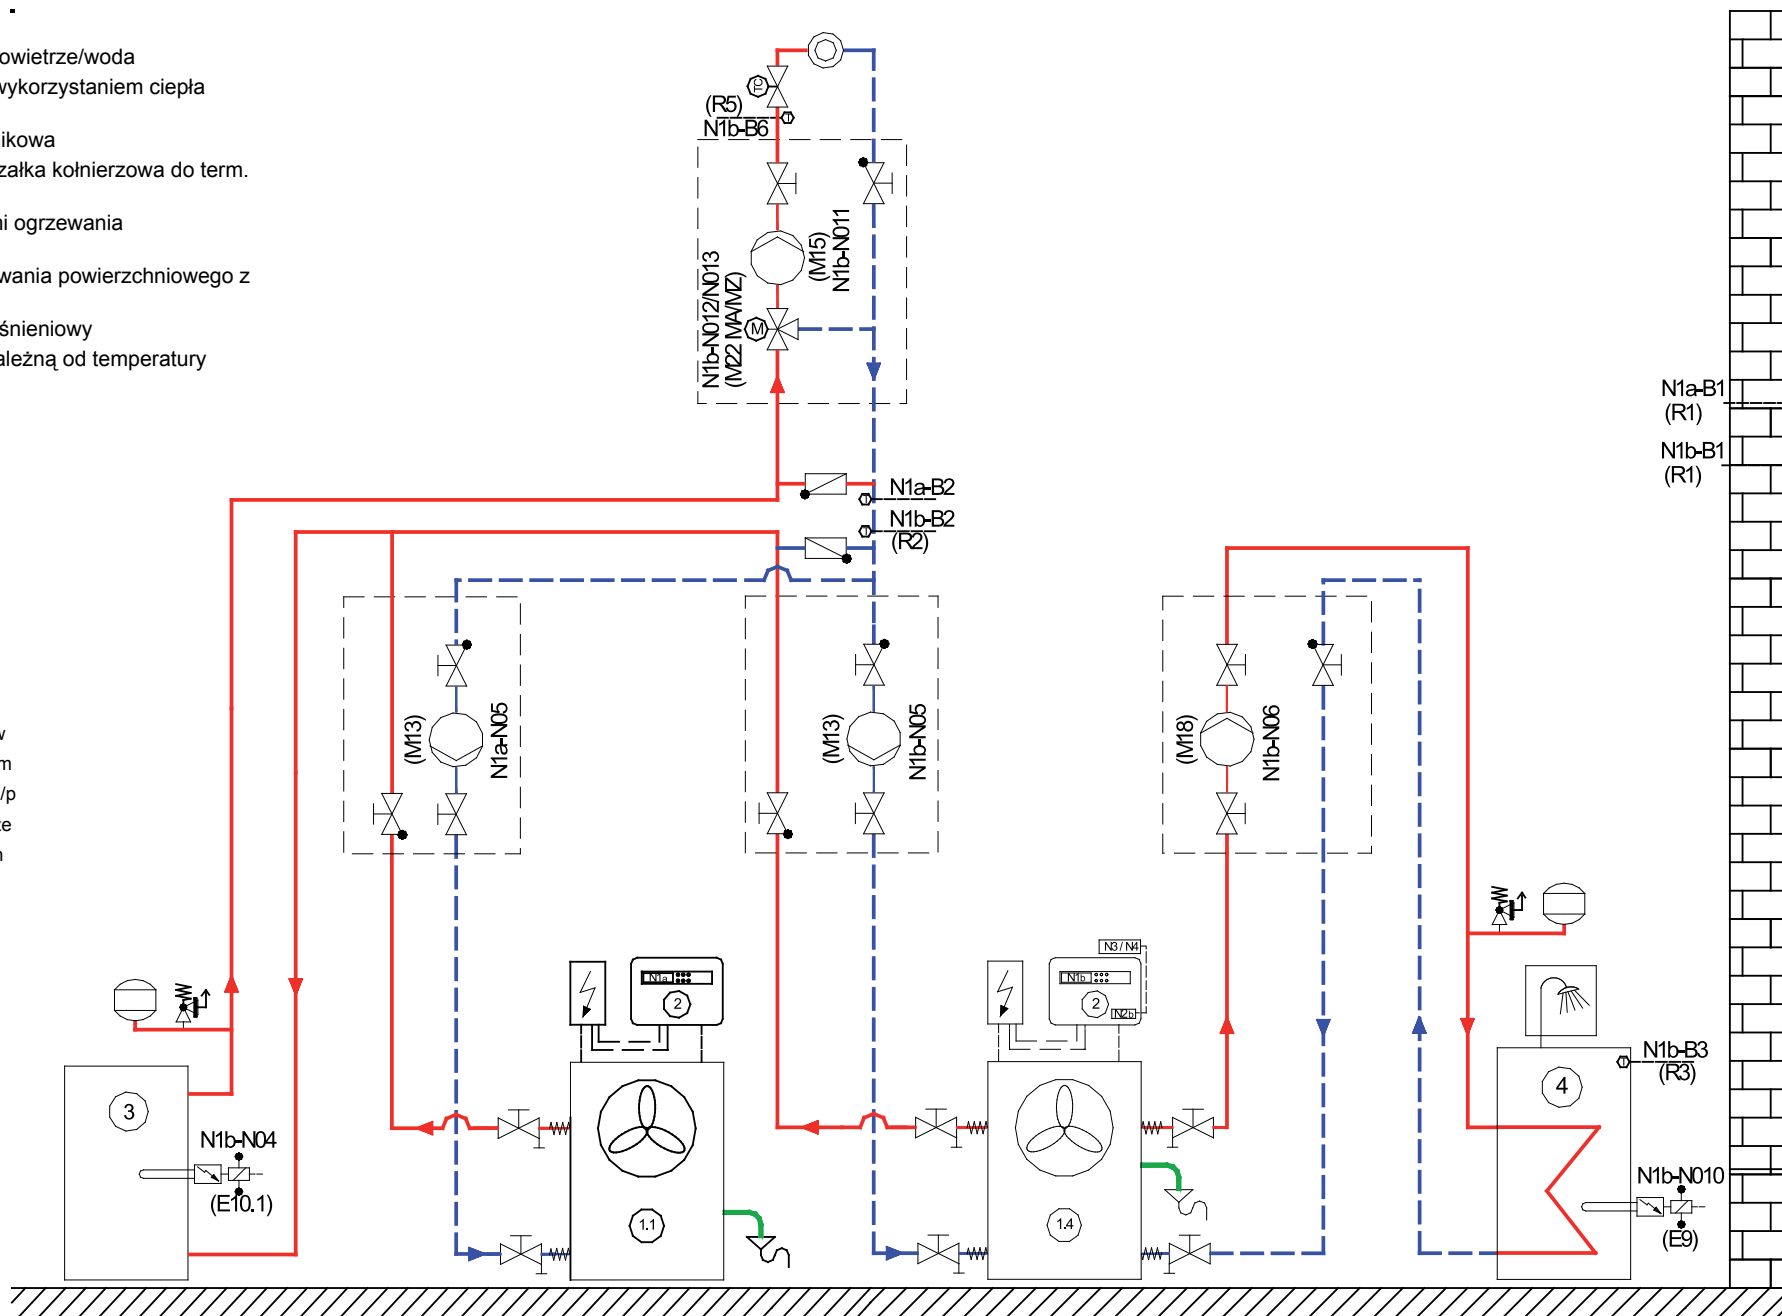 owietrze/woda
wykorzystaniem ciepła
ikowa
załka kołnierzowa do term.
ni ogrzewania
wania powierzchniowego z
śnieniowy
ależną od temperatury
w
m
/p
te
n
TC
(R5)
N1b-B6
N1b-N012/N013
(M22 MA/MZ)
M
(M15)
N1b-N011
N1a-B1
(R1)
N1b-B1
(R1)
N1a-B2
N1b-B2
(R2)
(M13)
N1a-N05
(M13)
N1b-N05
(M18)
N1b-N06
N1a
2
N3 / N4
N1b
2
N2b
3
N1b-N04
(E10.1)
1.1
1.4
4
N1b-B3
(R3)
N1b-N010
(E9)